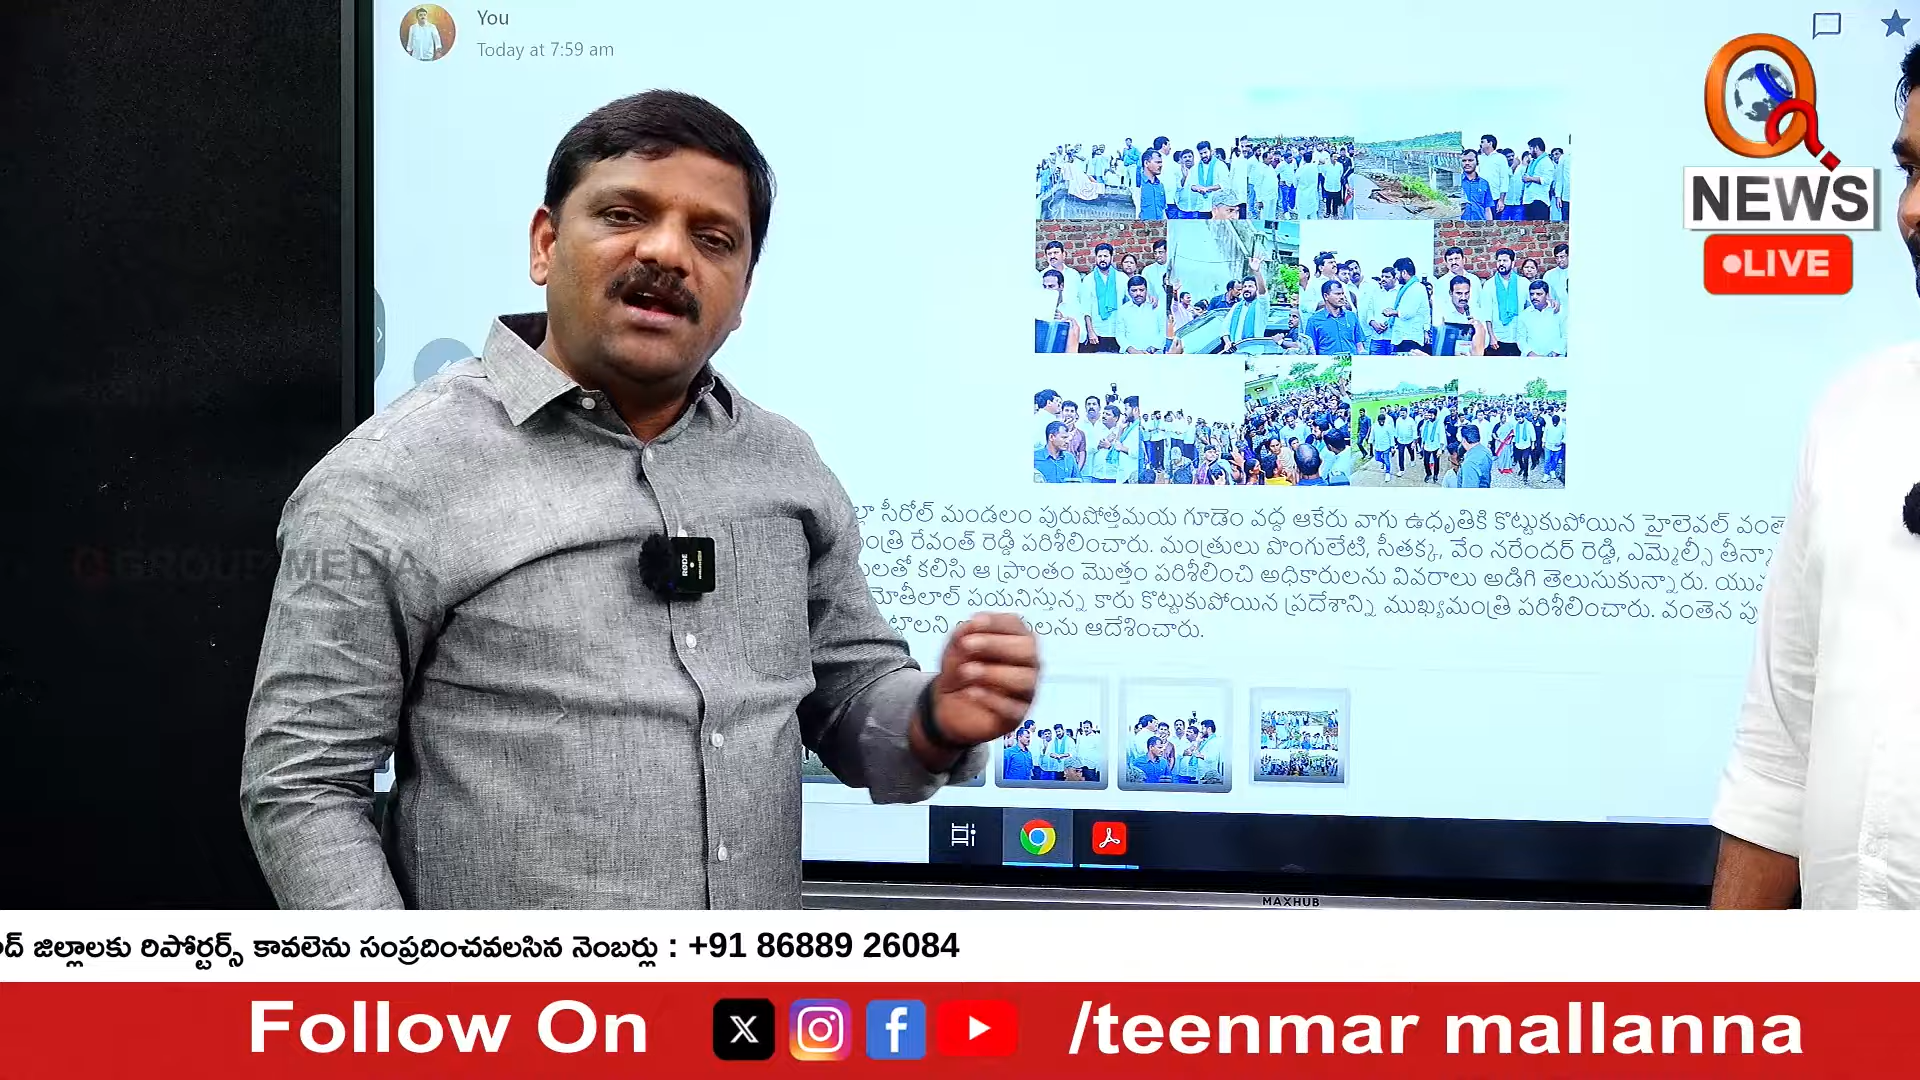 You
Today at 7:59 am
Q
NEWS
LIVE
సీరోల్ మండలం పురుషోత్తమయ గూడెం వద్ద ఆకేరు వాగు ఉధృతికి కొట్టుకుపోయిన హైలెవల్
రేవంత్ రెడ్డి పరిశీలించారు. మంత్రులు పొంగులేటి, సీతక్క, వేం నరేందర్ రెడ్డి, ఎమ్మెల్సీ
కలిసి ఆ ప్రాంతం మొత్తం పరిశీలించి అధికారులను వివరాలు అడిగి తెలుసుకున్నారు.
మోతీలాల్ పయనిస్తున్న కారు కొట్టుకుపోయిన ప్రదేశాన్ని ముఖ్యమంత్రి పరిశీలించారు. వంతెన
ఆదేశించారు.
Q GROUP MEDIA
RODE
MAXHUB
జిల్లాలకు రిపోర్టర్స్ కావలెను సంప్రదించవలసిన నెంబర్లు : +91 86889 26084
Follow On /teenmar mallanna